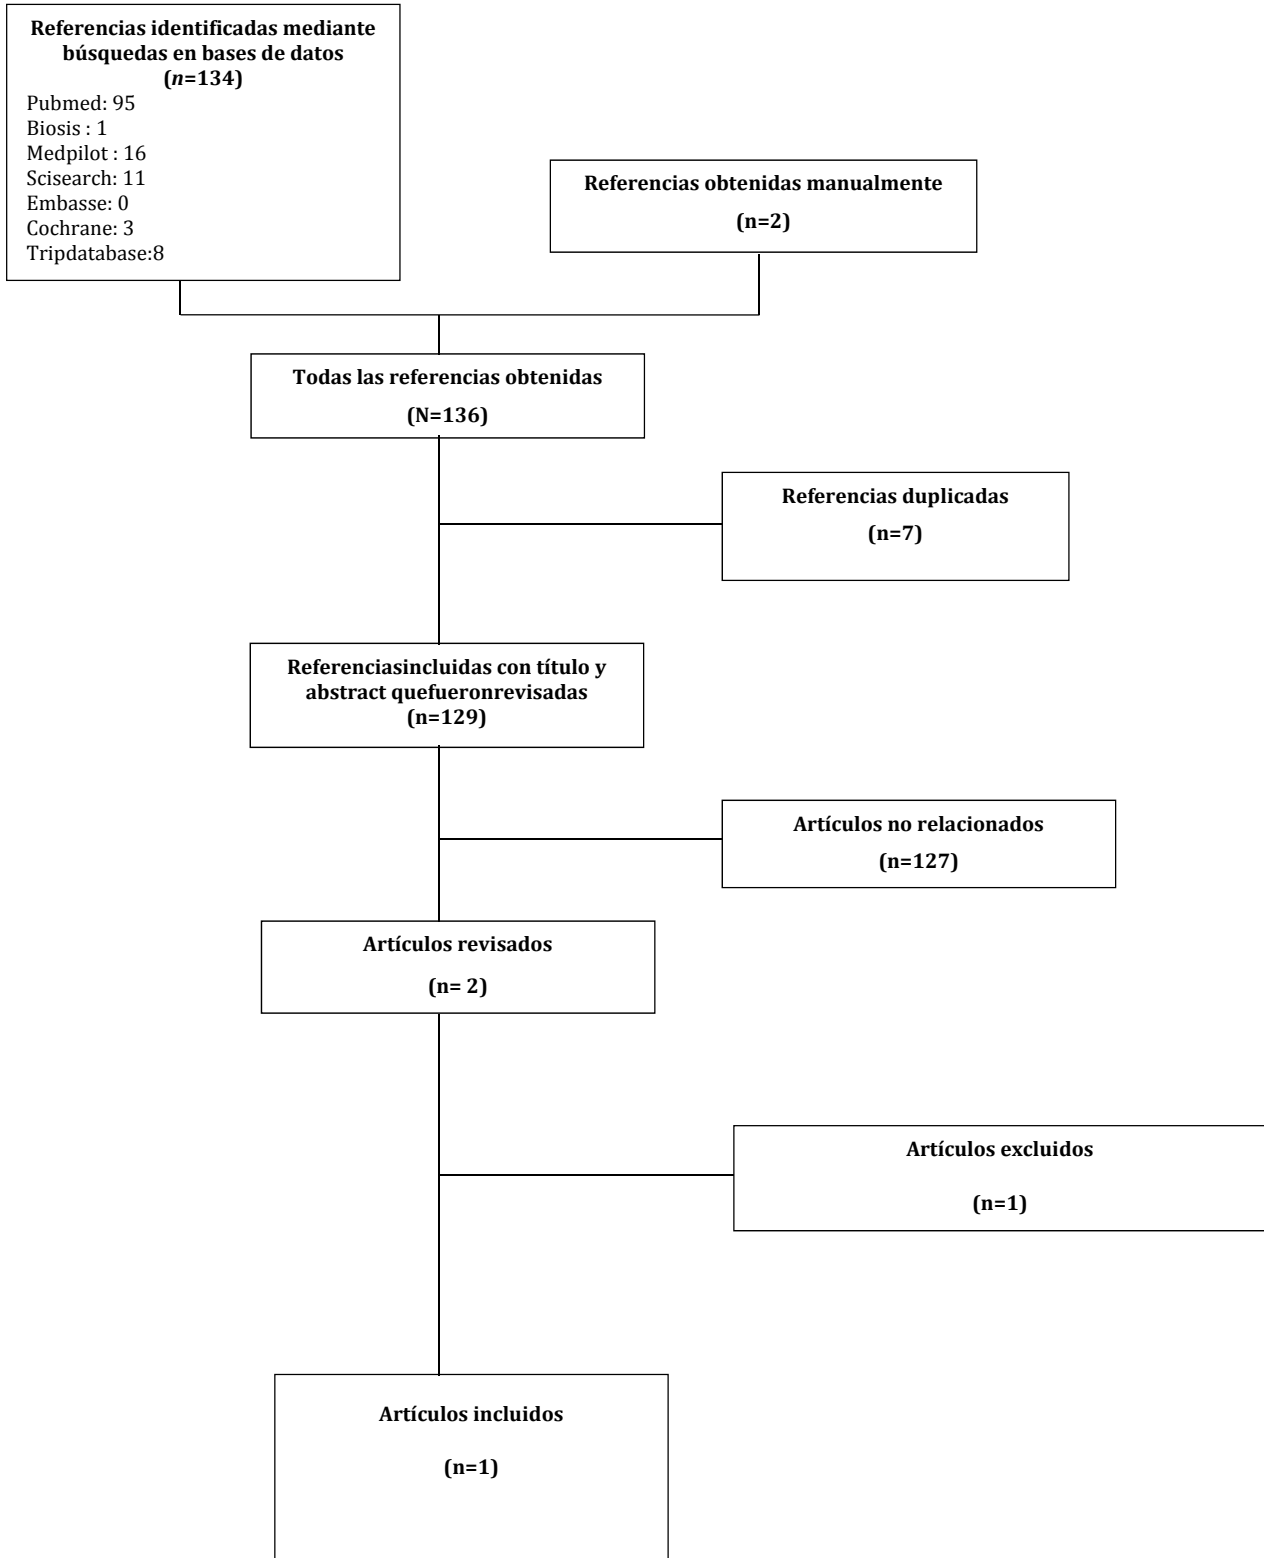 Referencias identificadas mediante
búsquedas en bases de datos
(n=134)
Pubmed: 95
Biosis : 1
Medpilot : 16
Scisearch: 11
Embasse: 0
Cochrane: 3
Tripdatabase:8
Referencias obtenidas manualmente
(n=2)
Todas las referencias obtenidas
(N=136)
Referencias duplicadas
(n=7)
Referenciasincluidas con título y
abstract quefueronrevisadas
(n=129)
Artículos no relacionados
(n=127)
Artículos revisados
(n= 2)
Artículos excluidos
(n=1)
Artículos incluidos
(n=1)